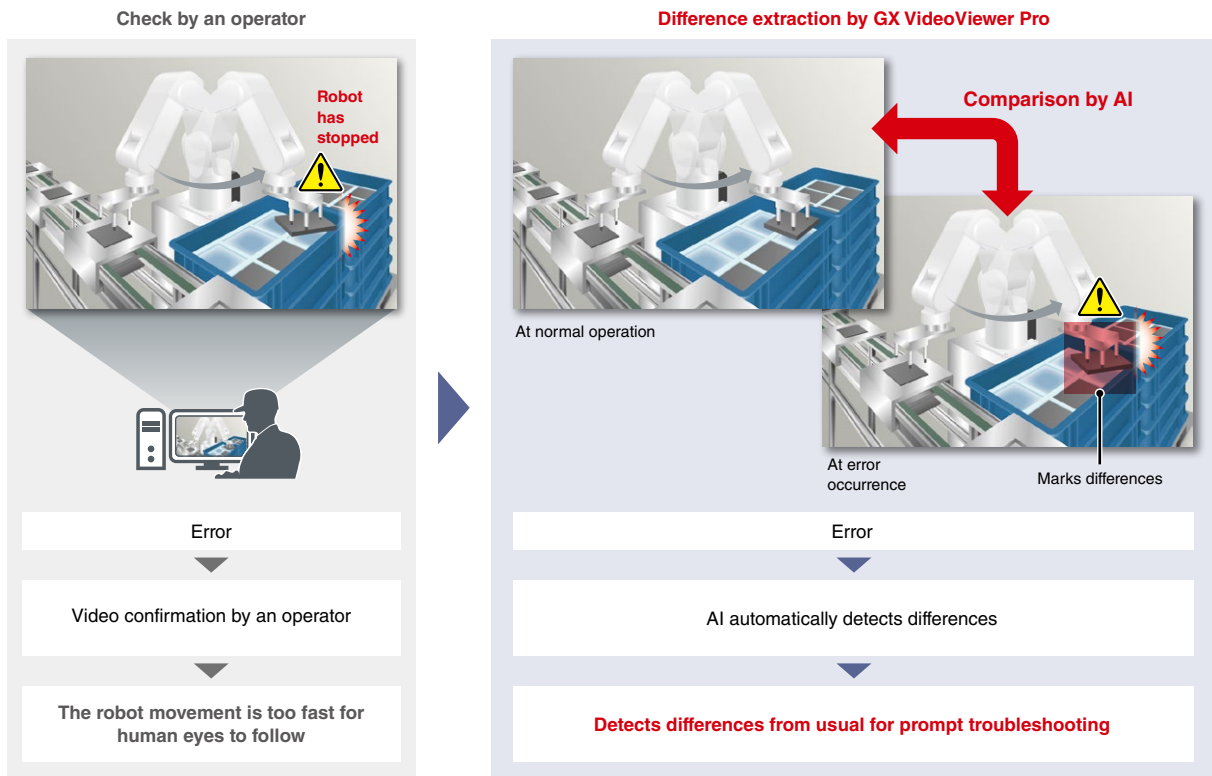 Check by an operator
Robot
has
stopped
Error
Video confirmation by an operator
The robot movement is too fast for
human eyes to follow
Difference extraction by GX VideoViewer Pro
Comparison by AI
At normal operation
At error
occurrence
Marks differences
Error
AI automatically detects differences
Detects differences from usual for prompt troubleshooting